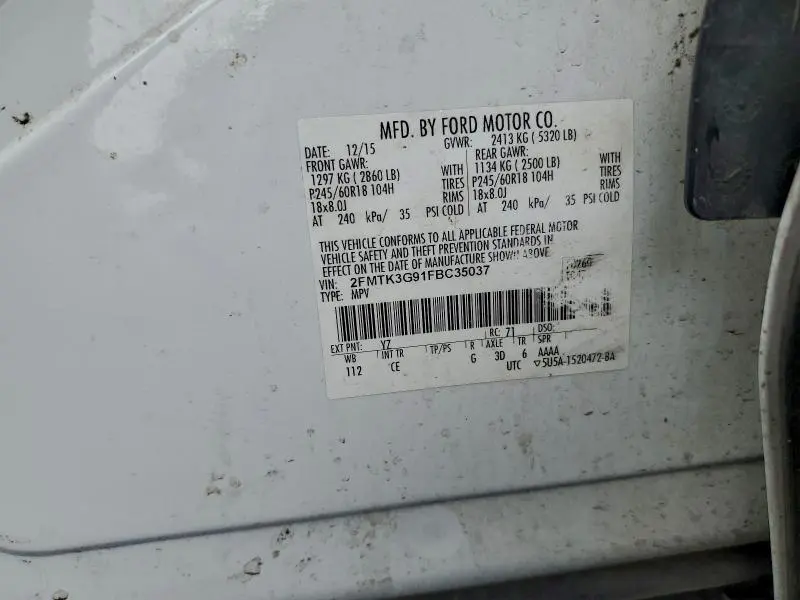 MFD. BY FORD MOTOR CO.
DATE: 12/15 GVWR: 2413 KG ( 5320 LB)
FRONT GAWR: REAR GAWR:
1297 KG ( 2860 LB) WITH 1134 KG ( 2500 LB) WITH
P245/60R18 104H TIRES P245/60R18 104H TIRES
18x8.0J RIMS 18x8.0J RIMS
AT 240 kPa/ 35 PSI COLD AT 240 kPa/ 35 PSI COLD
THIS VEHICLE CONFORMS TO ALL APPLICABLE FEDERAL MOTOR
VEHICLE SAFETY AND THEFT PREVENTION STANDARDS IN
EFFECT ON THE DATE OF MANUFACTURE SHOWN ABOVE.
VIN: 2FMTK3G91FBC35037
TYPE: MPV
EXT PNT: YZ RC: 71 DSO:
WB INT TR TP/PS R AXLE TR SPR
112 CE G 3D 6 AAAA
UTC ▽5U5A-1520472-BA